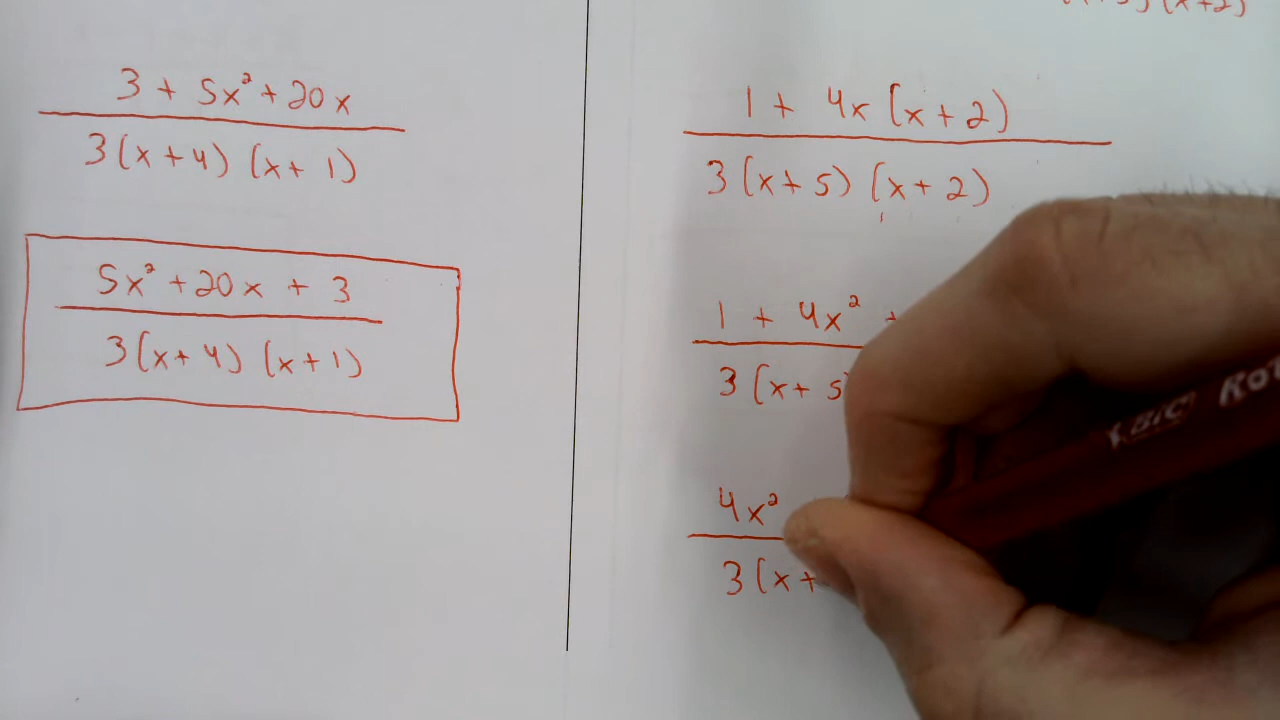 3 + 5x² + 20x
3(x+4) (x+1)
5x² + 20x + 3
3(x+4) (x+1)
(x+2)
1 + 4x (x+2)
3(x+5) (x+2)
1 + 4x² +
3(x+5)
4x²
3(x+
BIC